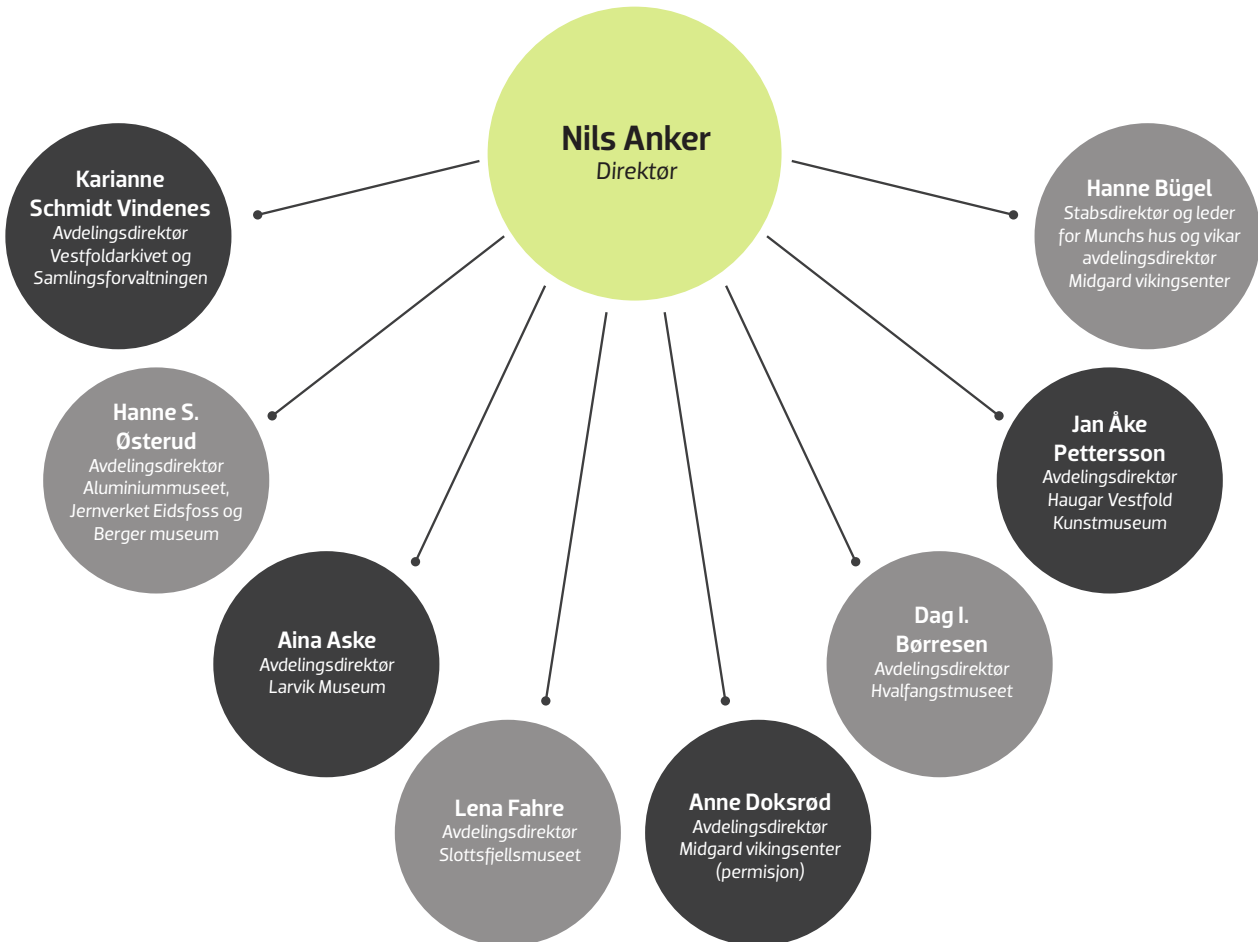 Nils Anker
Direktør
Karianne
Schmidt Vindenes
Avdelingsdirektør
Vestfoldarkivet og
Samlingsforvaltningen
Hanne Bügel
Stabsdirektør og leder
for Munchs hus og vikar
avdelingsdirektør
Midgard vikingsenter
Hanne S.
Østerud
Avdelingsdirektør
Aluminiummuseet,
Jernverket Eidsfoss og
Berger museum
Jan Åke
Pettersson
Avdelingsdirektør
Haugar Vestfold
Kunstmuseum
Aina Aske
Avdelingsdirektør
Larvik Museum
Dag I.
Børresen
Avdelingsdirektør
Hvalfangstmuseet
Lena Fahre
Avdelingsdirektør
Slottsfjellsmuseet
Anne Doksrød
Avdelingsdirektør
Midgard vikingsenter
(permisjon)